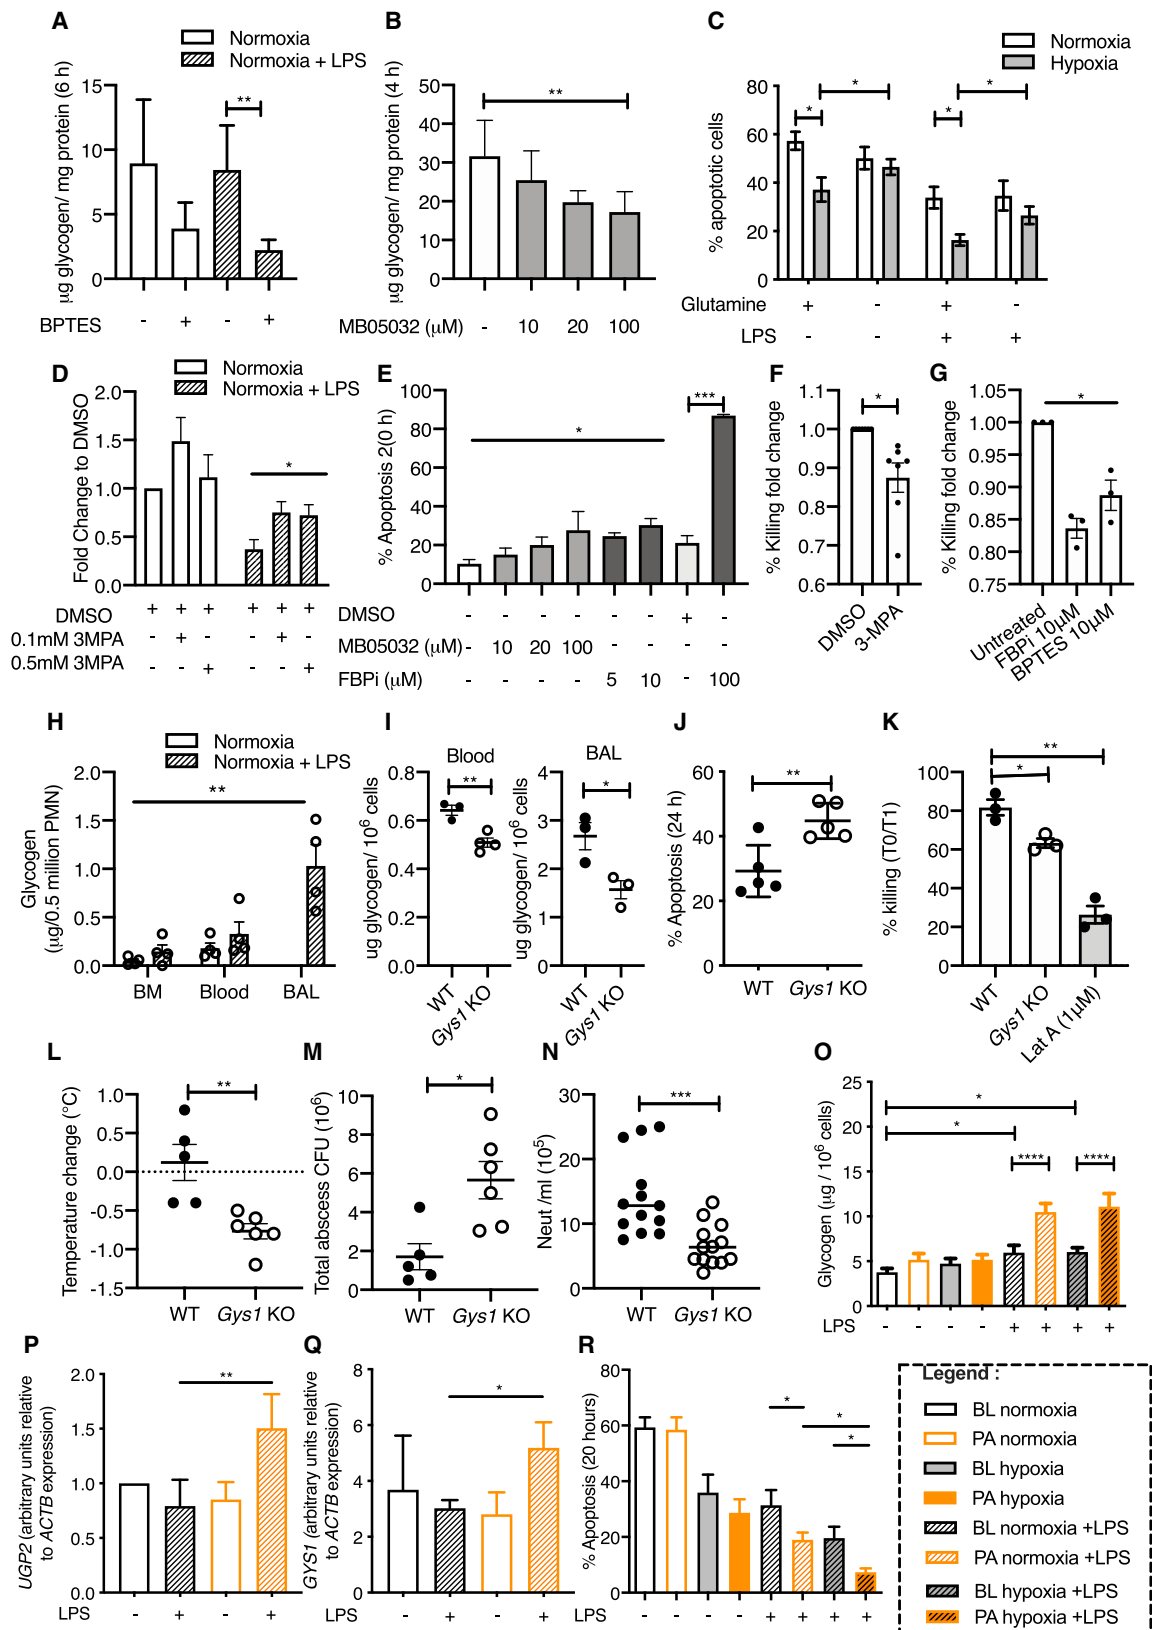 A
Normoxia
Normoxia + LPS
µg glycogen/ mg protein (6 h)
15
10
5
0
**
BPTES
- + - +
B
µg glycogen/ mg protein (4 h)
50
40
30
20
10
0
**
MB05032 (µM)
- 10 20 100
C
Normoxia
Hypoxia
% apoptotic cells
80
60
40
20
0
* * * *
Glutamine
+ - + -
LPS
- - + +
D
Normoxia
Normoxia + LPS
Fold Change to DMSO
2.0
1.5
1.0
0.5
0.0
*
DMSO
+ + + + + +
0.1mM 3MPA
- + - - + -
0.5mM 3MPA
- - + - - +
E
% Apoptosis 2(0 h)
100
80
60
40
20
0
* ***
DMSO
- - - - - - + -
MB05032 (µM)
- 10 20 100 - - - -
FBPi (µM)
- - - - 5 10 - 100
F
% Killing fold change
1.1
1.0
0.9
0.8
0.7
0.6
*
DMSO
3-MPA
G
% Killing fold change
1.05
1.00
0.95
0.90
0.85
0.80
0.75
*
Untreated
FBPi 10µM
BPTES 10µM
H
Normoxia
Normoxia + LPS
Glycogen
(µg/0.5 million PMN)
2.0
1.5
1.0
0.5
0.0
**
BM Blood BAL
I
Blood
ug glycogen/ 10⁶ cells
0.8
0.6
0.4
0.2
0.0
**
WT
Gys1 KO
BAL
ug glycogen/ 10⁶ cells
4
3
2
1
0
*
WT
Gys1 KO
J
% Apoptosis (24 h)
60
40
20
0
**
WT
Gys1 KO
K
% killing (T0/T1)
100
80
60
40
20
0
**
*
WT
Gys1 KO
Lat A (1µM)
L
Temperature change (°C)
1.0
0.5
0.0
-0.5
-1.0
-1.5
**
WT Gys1 KO
M
Total abscess CFU (10⁶)
10
8
6
4
2
0
*
WT Gys1 KO
N
Neut /ml (10⁵)
30
20
10
0
***
WT Gys1 KO
O
Glycogen (µg / 10⁶ cells)
25
20
15
10
5
0
*
*
**** ****
LPS
- - - - + + + +
P
UGP2 (arbitrary units relative
to ACTB expression)
2.0
1.5
1.0
0.5
0.0
**
LPS
- + - +
Q
GYS1 (arbitrary units relative
to ACTB expression)
8
6
4
2
0
*
LPS
- + - +
R
% Apoptosis (20 hours)
80
60
40
20
0
* *
*
LPS
- - - - + + + +
Legend :
BL normoxia
PA normoxia
BL hypoxia
PA hypoxia
BL normoxia +LPS
PA normoxia +LPS
BL hypoxia +LPS
PA hypoxia +LPS